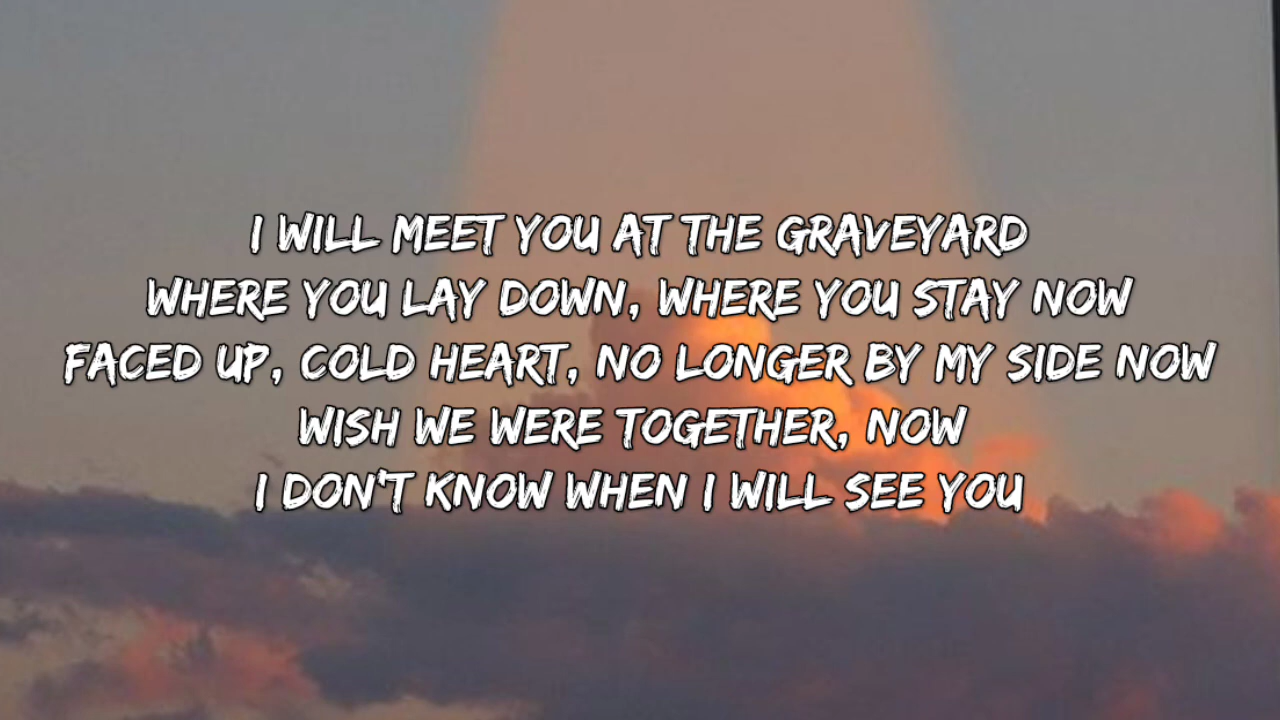 I WILL MEET YOU AT THE GRAVEYARD
WHERE YOU LAY DOWN, WHERE YOU STAY NOW
FACED UP, COLD HEART, NO LONGER BY MY SIDE NOW
WISH WE WERE TOGETHER, NOW
I DON'T KNOW WHEN I WILL SEE YOU